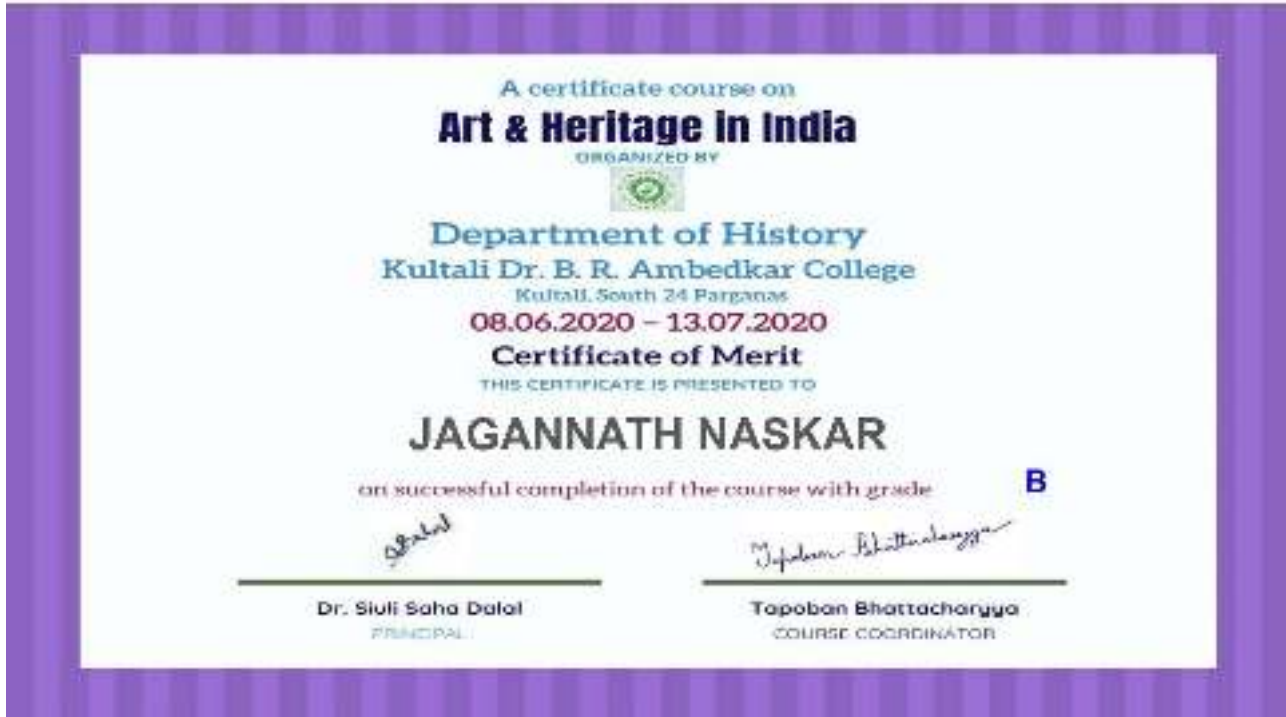 A certificate course on
Art & Heritage in India
ORGANIZED BY
Department of History
Kultali Dr. B. R. Ambedkar College
Kultali, South 24 Parganas
08.06.2020 – 13.07.2020
Certificate of Merit
THIS CERTIFICATE IS PRESENTED TO
JAGANNATH NASKAR
on successful completion of the course with grade B
Tapoban Bhattacharyya
Dr. Siuli Saha Dalal Tapoban Bhattacharyya
PRINCIPAL COURSE COORDINATOR